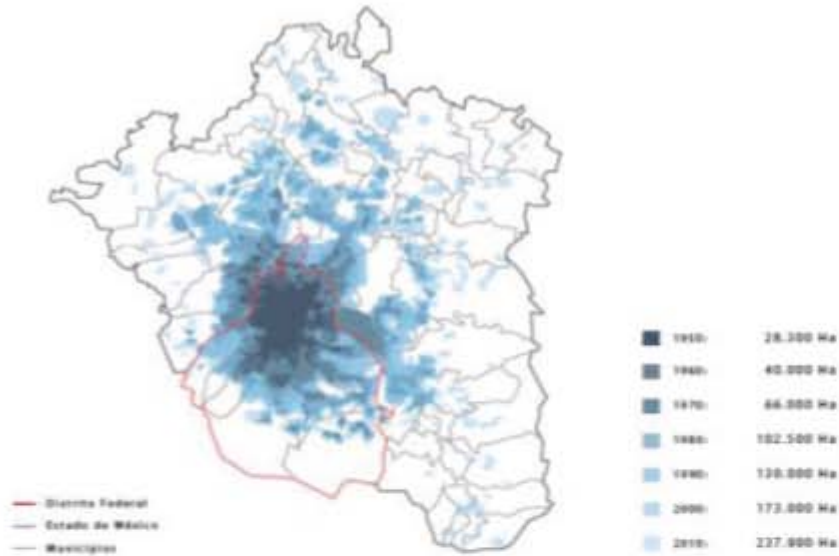 1950: 28.300 Ha
1960: 40.000 Ha
1970: 66.000 Ha
1980: 102.500 Ha
1990: 130.000 Ha
2000: 173.000 Ha
2010: 237.000 Ha
Distrito Federal
Estado de México
Municipios